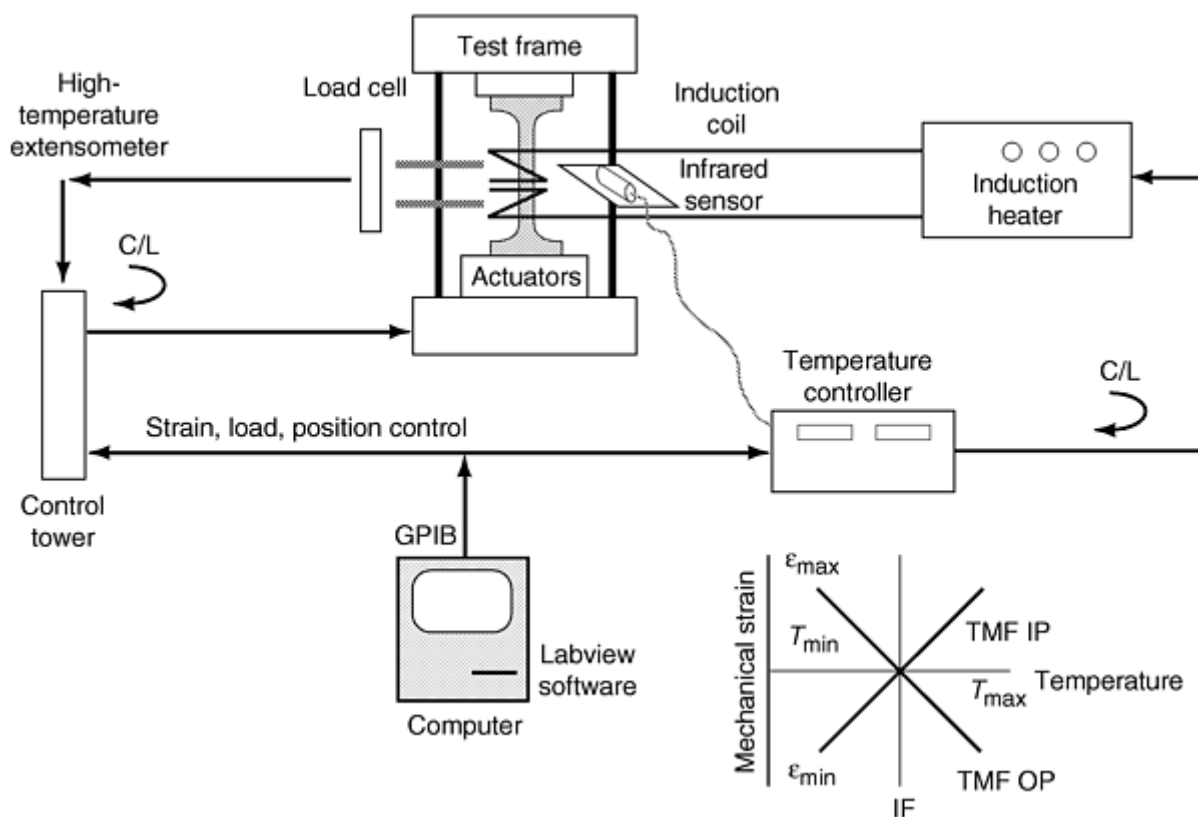 Test frame
High-
temperature
extensometer
Load cell
Induction
coil
Infrared
sensor
Induction
heater
C/L
Actuators
Temperature
controller
C/L
Strain, load, position control
Control
tower
GPIB
Labview
software
Computer
Mechanical strain
εmax
Tmin
TMF IP
Tmax
Temperature
εmin
TMF OP
IF